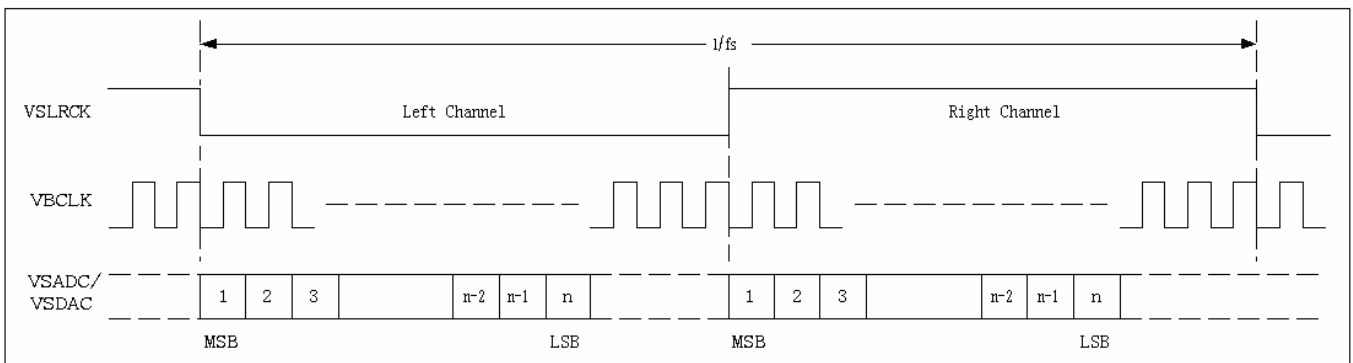 1/fs
VSLRCK
Left Channel
Right Channel
VBCLK
VSADC/
VSDAC
1 2 3 n-2 n-1 n 1 2 3 n-2 n-1 n
MSB LSB MSB LSB